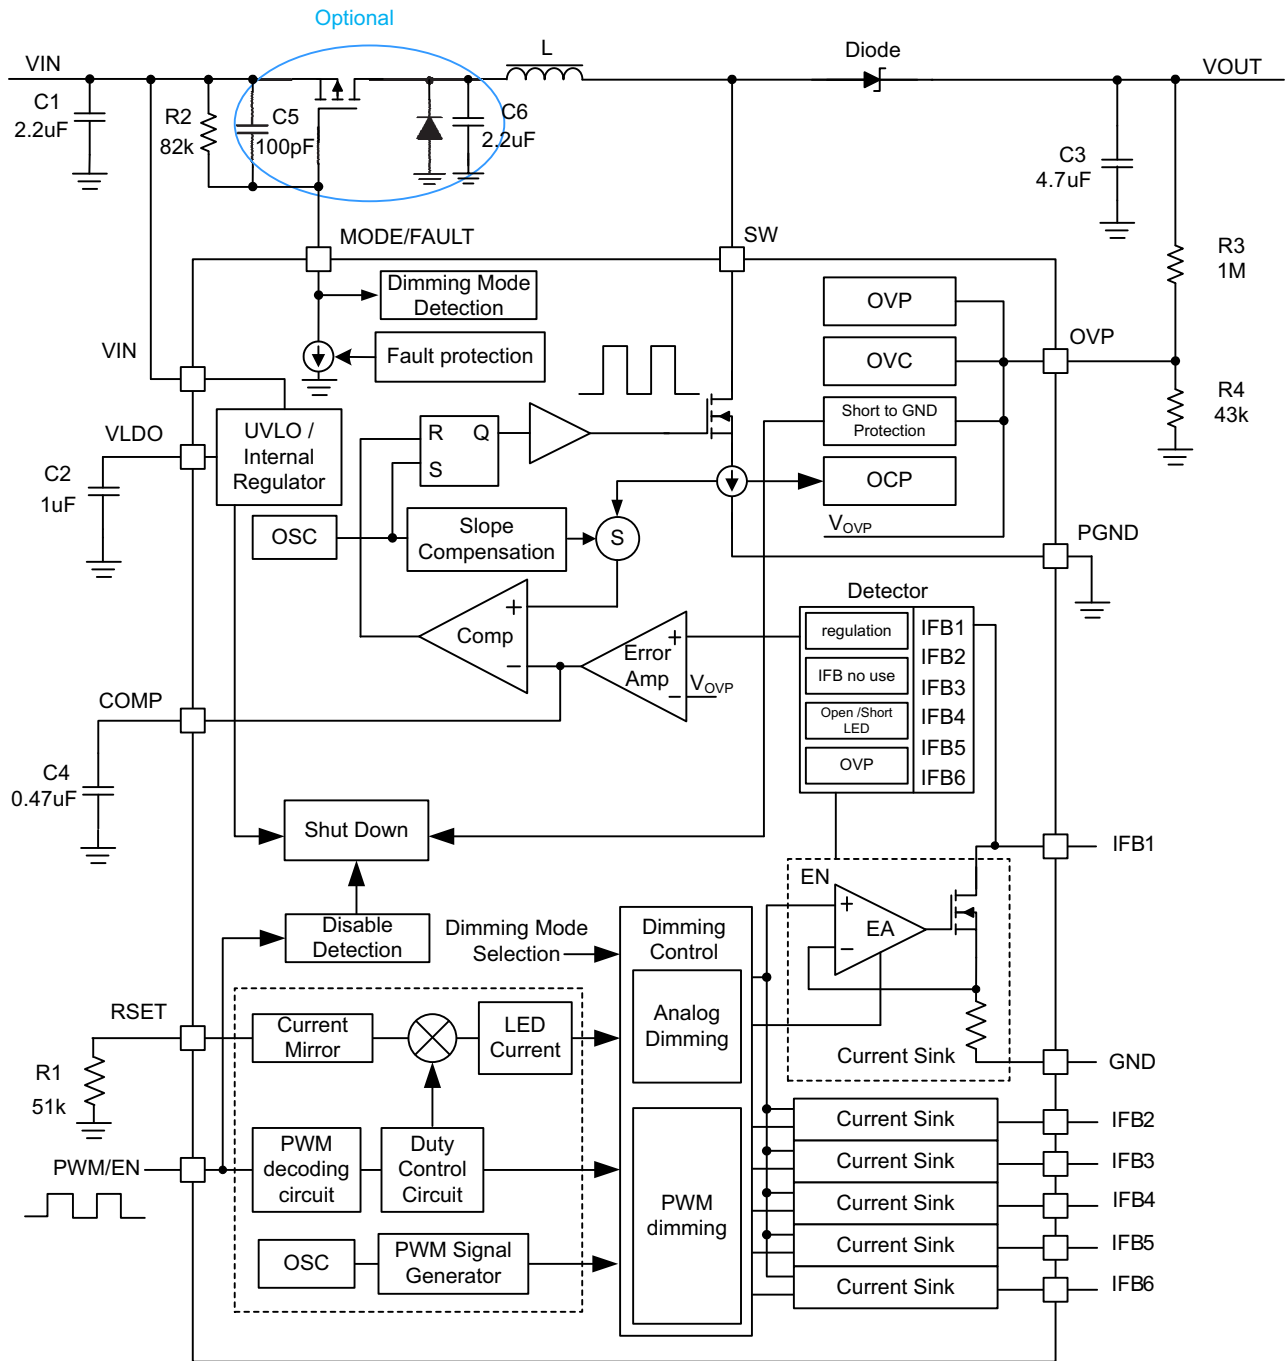 Optional
VIN
L
Diode
VOUT
C1
2.2uF
R2
82k
C5
100pF
C6
2.2uF
C3
4.7uF
MODE/FAULT
SW
R3
1M
Dimming Mode
Detection
OVP
VIN
Fault protection
OVC
OVP
VLDO
UVLO /
Internal
Regulator
R
Q
S
Short to GND
Protection
R4
43k
C2
1uF
OCP
OSC
Slope
Compensation
S
VOVP
PGND
Detector
+
Comp
−
+
Error
Amp
−
VOVP
regulation
IFB no use
Open /Short
LED
OVP
IFB1
IFB2
IFB3
IFB4
IFB5
IFB6
COMP
C4
0.47uF
Shut Down
IFB1
EN
+
EA
−
Disable
Detection
Dimming Mode
Selection
Dimming
Control
RSET
Current
Mirror
LED
Current
Analog
Dimming
Current Sink
GND
R1
51k
Current Sink
IFB2
PWM/EN
PWM
decoding
circuit
Duty
Control
Circuit
Current Sink
IFB3
PWM
dimming
Current Sink
IFB4
Current Sink
IFB5
OSC
PWM Signal
Generator
Current Sink
IFB6